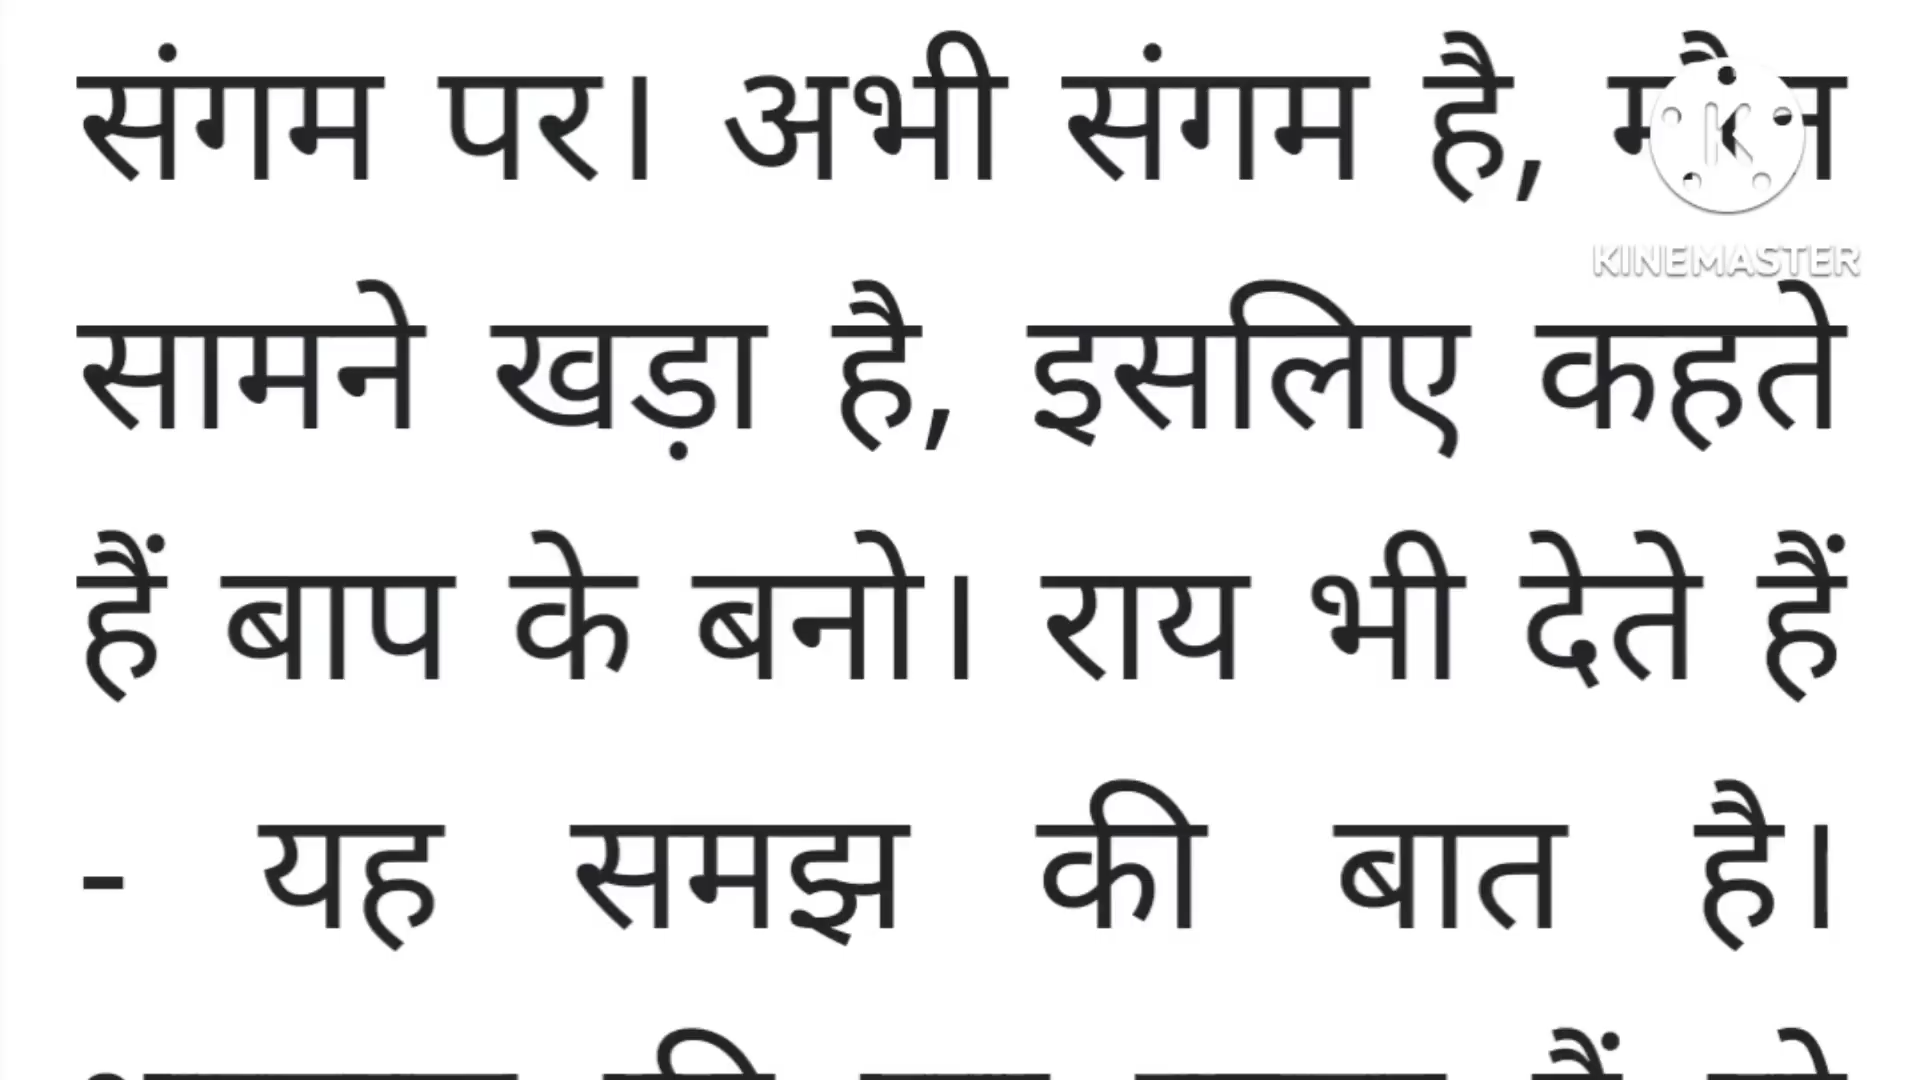 संगम पर। अभी संगम है,
KINEMASTER
सामने खड़ा है, इसलिए कहते
हैं बाप के बनो। राय भी देते हैं
- यह समझ की बात है।